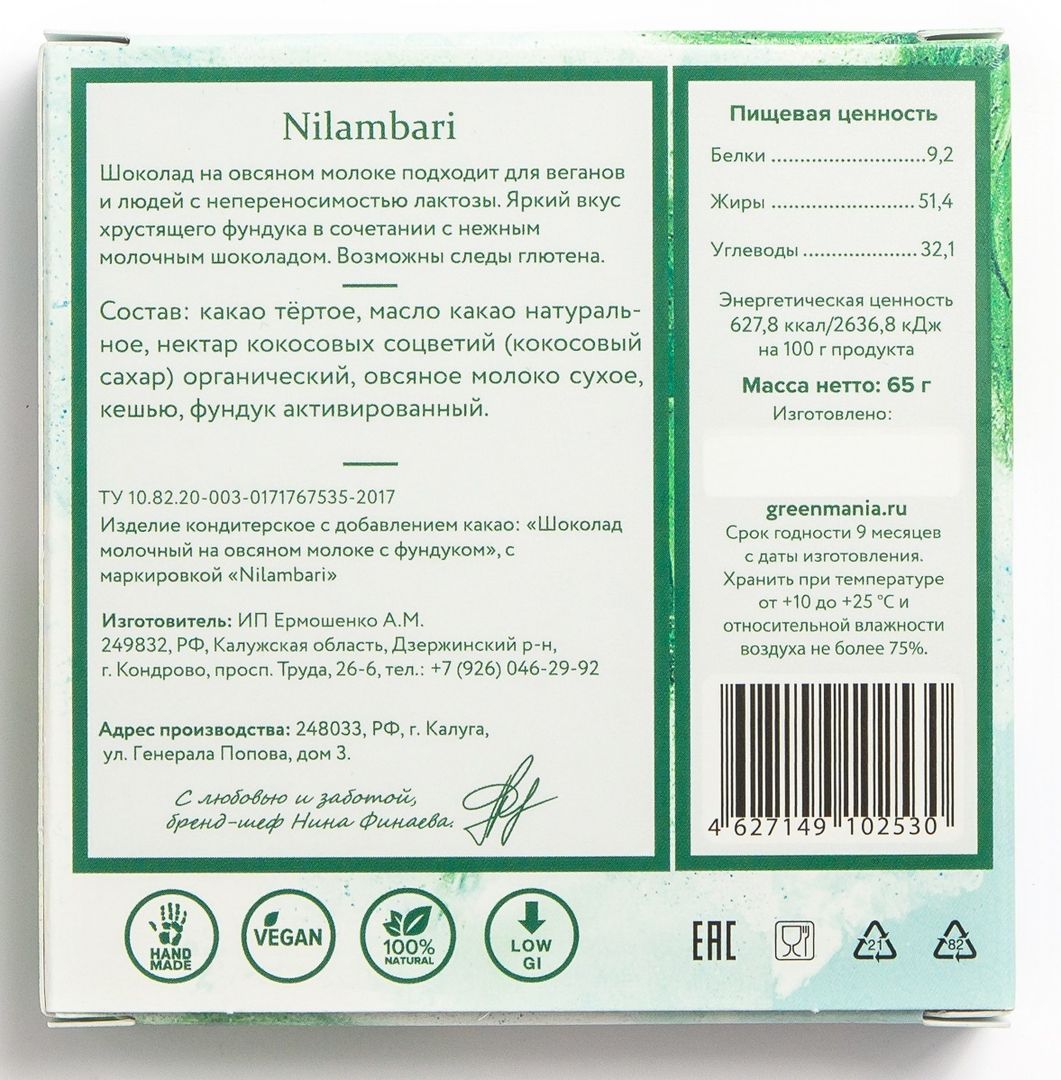 Nilambari
Шоколад на овсяном молоке подходит для веганов
и людей с непереносимостью лактозы. Яркий вкус
хрустящего фундука в сочетании с нежным
молочным шоколадом. Возможны следы глютена.
Состав: какао тёртое, масло какао натураль-
ное, нектар кокосовых соцветий (кокосовый
сахар) органический, овсяное молоко сухое,
кешью, фундук активированный.
ТУ 10.82.20-003-0171767535-2017
Изделие кондитерское с добавлением какао: «Шоколад
молочный на овсяном молоке с фундуком», с
маркировкой «Nilambari»
Изготовитель: ИП Ермошенко А.М.
249832, РФ, Калужская область, Дзержинский р-н,
г. Кондрово, просп. Труда, 26-6, тел.: +7 (926) 046-29-92
Адрес производства: 248033, РФ, г. Калуга,
ул. Генерала Попова, дом 3.
С любовью и заботой,
бренд-шеф Нина Финаева.
Пищевая ценность
Белки ............................9,2
Жиры ..........................51,4
Углеводы .....................32,1
Энергетическая ценность
627,8 ккал/2636,8 кДж
на 100 г продукта
Масса нетто: 65 г
Изготовлено:
greenmania.ru
Срок годности 9 месяцев
с даты изготовления.
Хранить при температуре
от +10 до +25 °С и
относительной влажности
воздуха не более 75%.
4 627149 102530
HAND
MADE
VEGAN
100%
NATURAL
LOW
GI
EAC
21
82